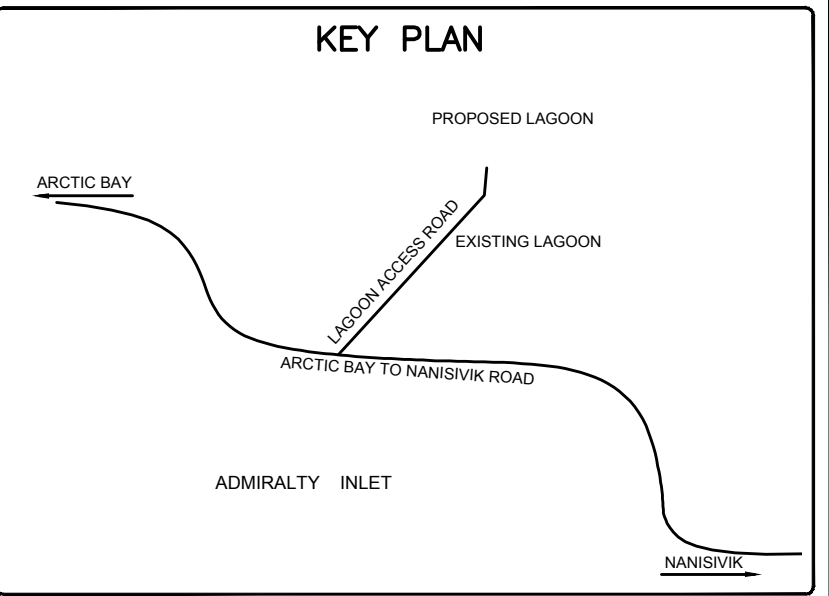 KEY PLAN
PROPOSED LAGOON
ARCTIC BAY
LAGOON ACCESS ROAD
EXISTING LAGOON
ARCTIC BAY TO NANISIVIK ROAD
ADMIRALTY INLET
NANISIVIK